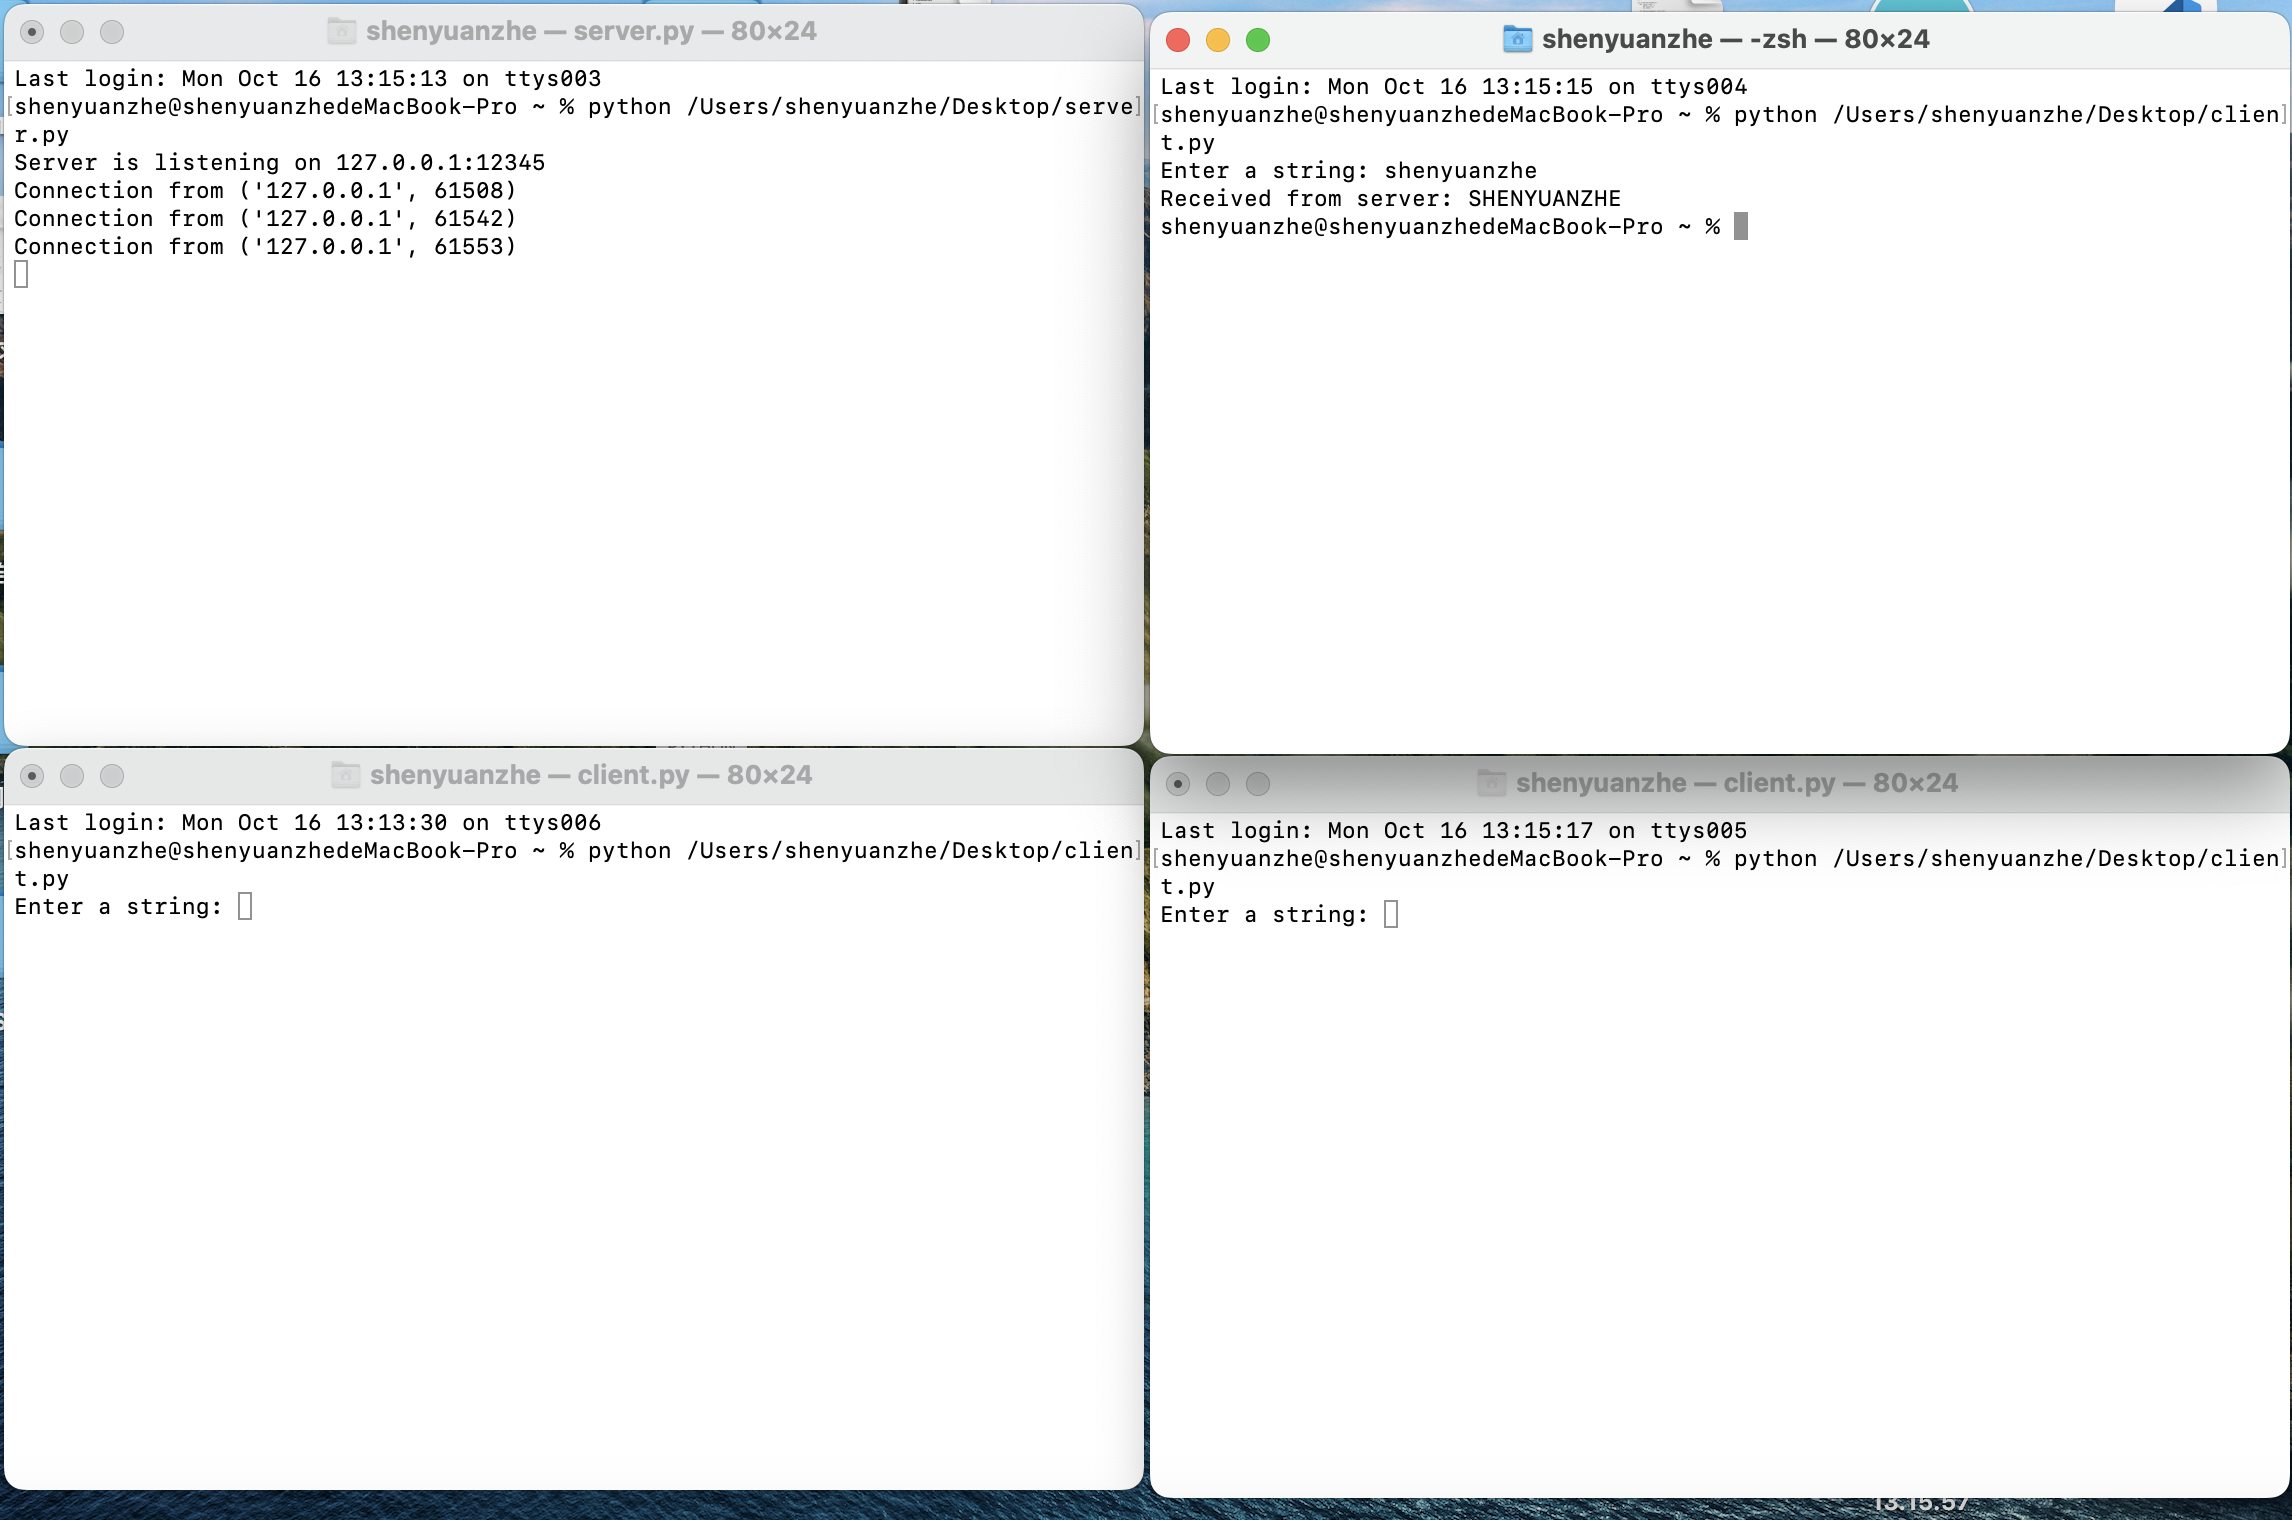 shenyuanzhe — server.py — 80×24
Last login: Mon Oct 16 13:15:13 on ttys003
[shenyuanzhe@shenyuanzhedeMacBook-Pro ~ % python /Users/shenyuanzhe/Desktop/serve]
r.py
Server is listening on 127.0.0.1:12345
Connection from ('127.0.0.1', 61508)
Connection from ('127.0.0.1', 61542)
Connection from ('127.0.0.1', 61553)
shenyuanzhe — -zsh — 80×24
Last login: Mon Oct 16 13:15:15 on ttys004
[shenyuanzhe@shenyuanzhedeMacBook-Pro ~ % python /Users/shenyuanzhe/Desktop/clien]
t.py
Enter a string: shenyuanzhe
Received from server: SHENYUANZHE
shenyuanzhe@shenyuanzhedeMacBook-Pro ~ %
shenyuanzhe — client.py — 80×24
Last login: Mon Oct 16 13:13:30 on ttys006
[shenyuanzhe@shenyuanzhedeMacBook-Pro ~ % python /Users/shenyuanzhe/Desktop/clien]
t.py
Enter a string:
shenyuanzhe — client.py — 80×24
Last login: Mon Oct 16 13:15:17 on ttys005
[shenyuanzhe@shenyuanzhedeMacBook-Pro ~ % python /Users/shenyuanzhe/Desktop/clien]
t.py
Enter a string:
13.15.57